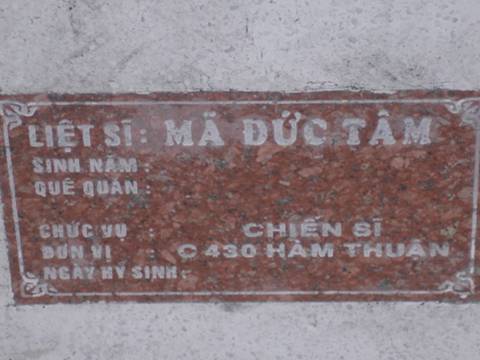 LIỆT SĨ: MÃ ĐỨC TÂM
SINH NĂM :
QUÊ QUÁN :
CHỨC VỤ : CHIẾN SĨ
ĐƠN VỊ : C 430 HÀM THUẬN
NGÀY HY SINH: